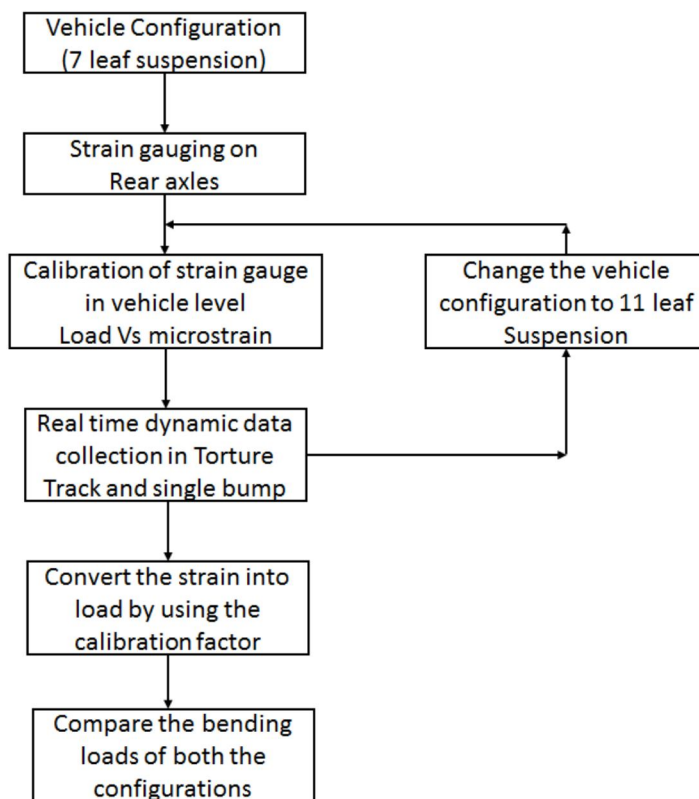 Vehicle Configuration
(7 leaf suspension)
Strain gauging on
Rear axles
Calibration of strain gauge
in vehicle level
Load Vs microstrain
Change the vehicle
configuration to 11 leaf
Suspension
Real time dynamic data
collection in Torture
Track and single bump
Convert the strain into
load by using the
calibration factor
Compare the bending
loads of both the
configurations